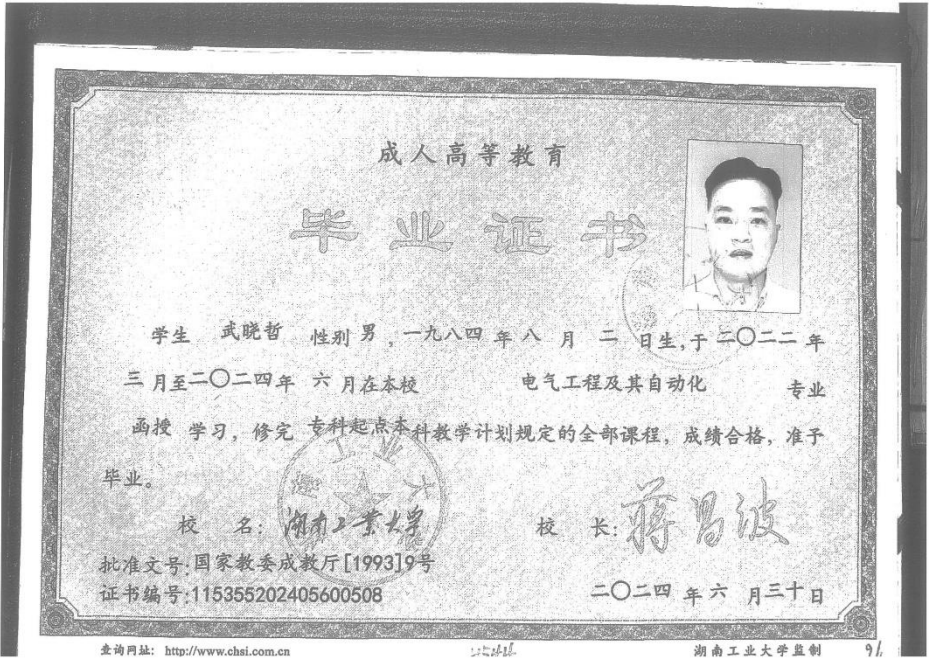 成人高等教育
毕业证书
学生 武晓哲 性别 男，一九八四 年 八 月 二 日生，于 二〇二二 年
三 月至二〇二四年 六 月在本校 电气工程及其自动化 专业
函授 学习，修完 专科起点本科教学计划规定的全部课程，成绩合格，准予
毕业。
校 名：湖南工业大学 校 长：蒋昌波
批准文号：国家教委成教厅[1993]9号
证书编号：115355202405600508 二〇二四 年 六 月三十日
查询网址： http://www.chsi.com.cn 湖南工业大学监制